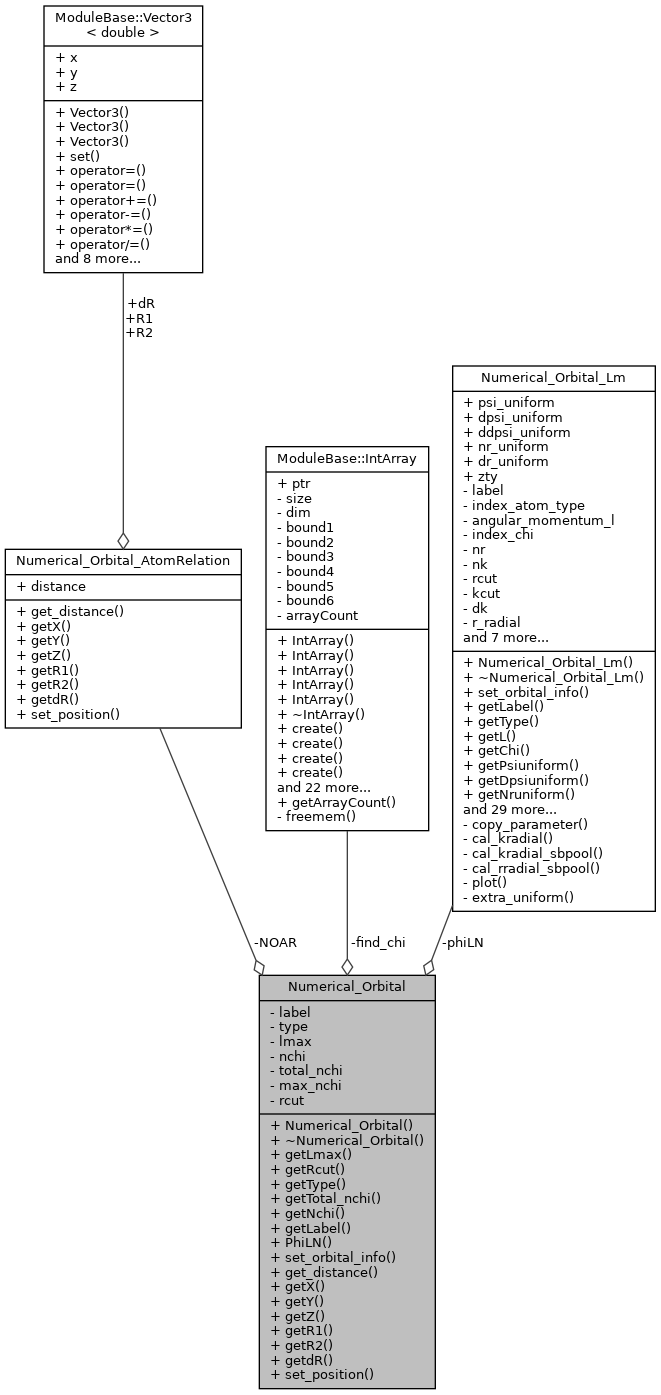 ModuleBase::Vector3
< double >
+ x
+ y
+ z
+ Vector3()
+ Vector3()
+ Vector3()
+ set()
+ operator=()
+ operator=()
+ operator+=()
+ operator-=()
+ operator*=()
+ operator/=()
and 8 more...
+dR
+R1
+R2
Numerical_Orbital_AtomRelation
+ distance
+ get_distance()
+ getX()
+ getY()
+ getZ()
+ getR1()
+ getR2()
+ getdR()
+ set_position()
ModuleBase::IntArray
+ ptr
- size
- dim
- bound1
- bound2
- bound3
- bound4
- bound5
- bound6
- arrayCount
+ IntArray()
+ IntArray()
+ IntArray()
+ IntArray()
+ IntArray()
+ ~IntArray()
+ create()
+ create()
+ create()
+ create()
and 22 more...
+ getArrayCount()
- freemem()
Numerical_Orbital_Lm
+ psi_uniform
+ dpsi_uniform
+ ddpsi_uniform
+ nr_uniform
+ dr_uniform
+ zty
- label
- index_atom_type
- angular_momentum_l
- index_chi
- nr
- nk
- rcut
- kcut
- dk
- r_radial
and 7 more...
+ Numerical_Orbital_Lm()
+ ~Numerical_Orbital_Lm()
+ set_orbital_info()
+ getLabel()
+ getType()
+ getL()
+ getChi()
+ getPsiuniform()
+ getDpsiuniform()
+ getNruniform()
and 29 more...
- copy_parameter()
- cal_kradial()
- cal_kradial_sbpool()
- cal_rradial_sbpool()
- plot()
- extra_uniform()
-NOAR
-find_chi
-phiLN
Numerical_Orbital
- label
- type
- lmax
- nchi
- total_nchi
- max_nchi
- rcut
+ Numerical_Orbital()
+ ~Numerical_Orbital()
+ getLmax()
+ getRcut()
+ getType()
+ getTotal_nchi()
+ getNchi()
+ getLabel()
+ PhiLN()
+ set_orbital_info()
+ get_distance()
+ getX()
+ getY()
+ getZ()
+ getR1()
+ getR2()
+ getdR()
+ set_position()